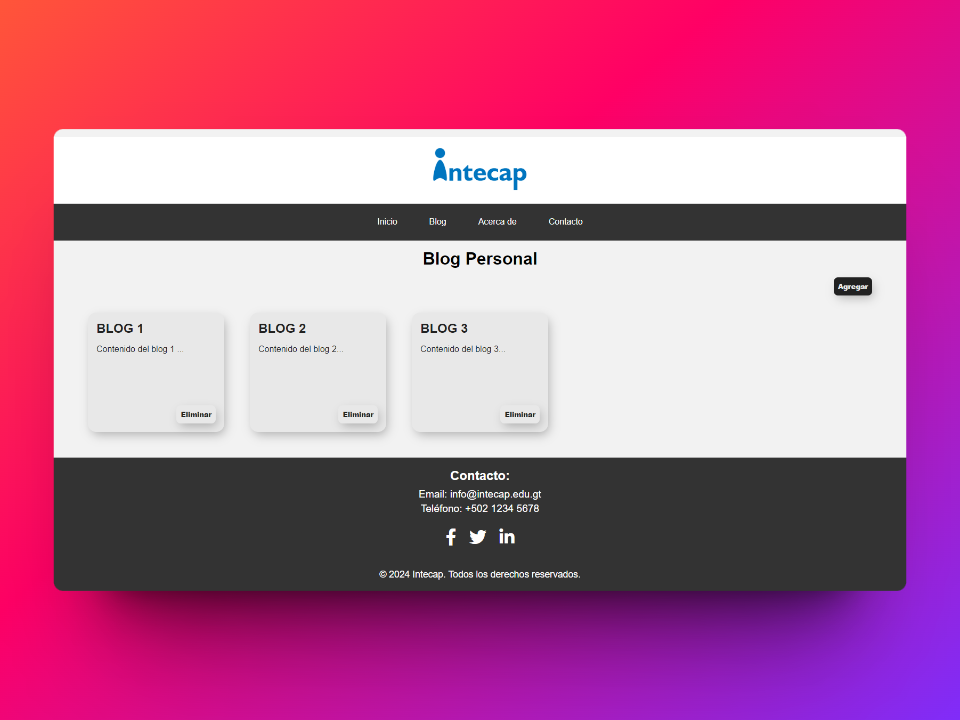 intecap
Inicio Blog Acerca de Contacto
Blog Personal
Agregar
BLOG 1
Contenido del blog 1 ...
Eliminar
BLOG 2
Contenido del blog 2...
Eliminar
BLOG 3
Contenido del blog 3...
Eliminar
Contacto:
Email: info@intecap.edu.gt
Teléfono: +502 1234 5678
© 2024 Intecap. Todos los derechos reservados.